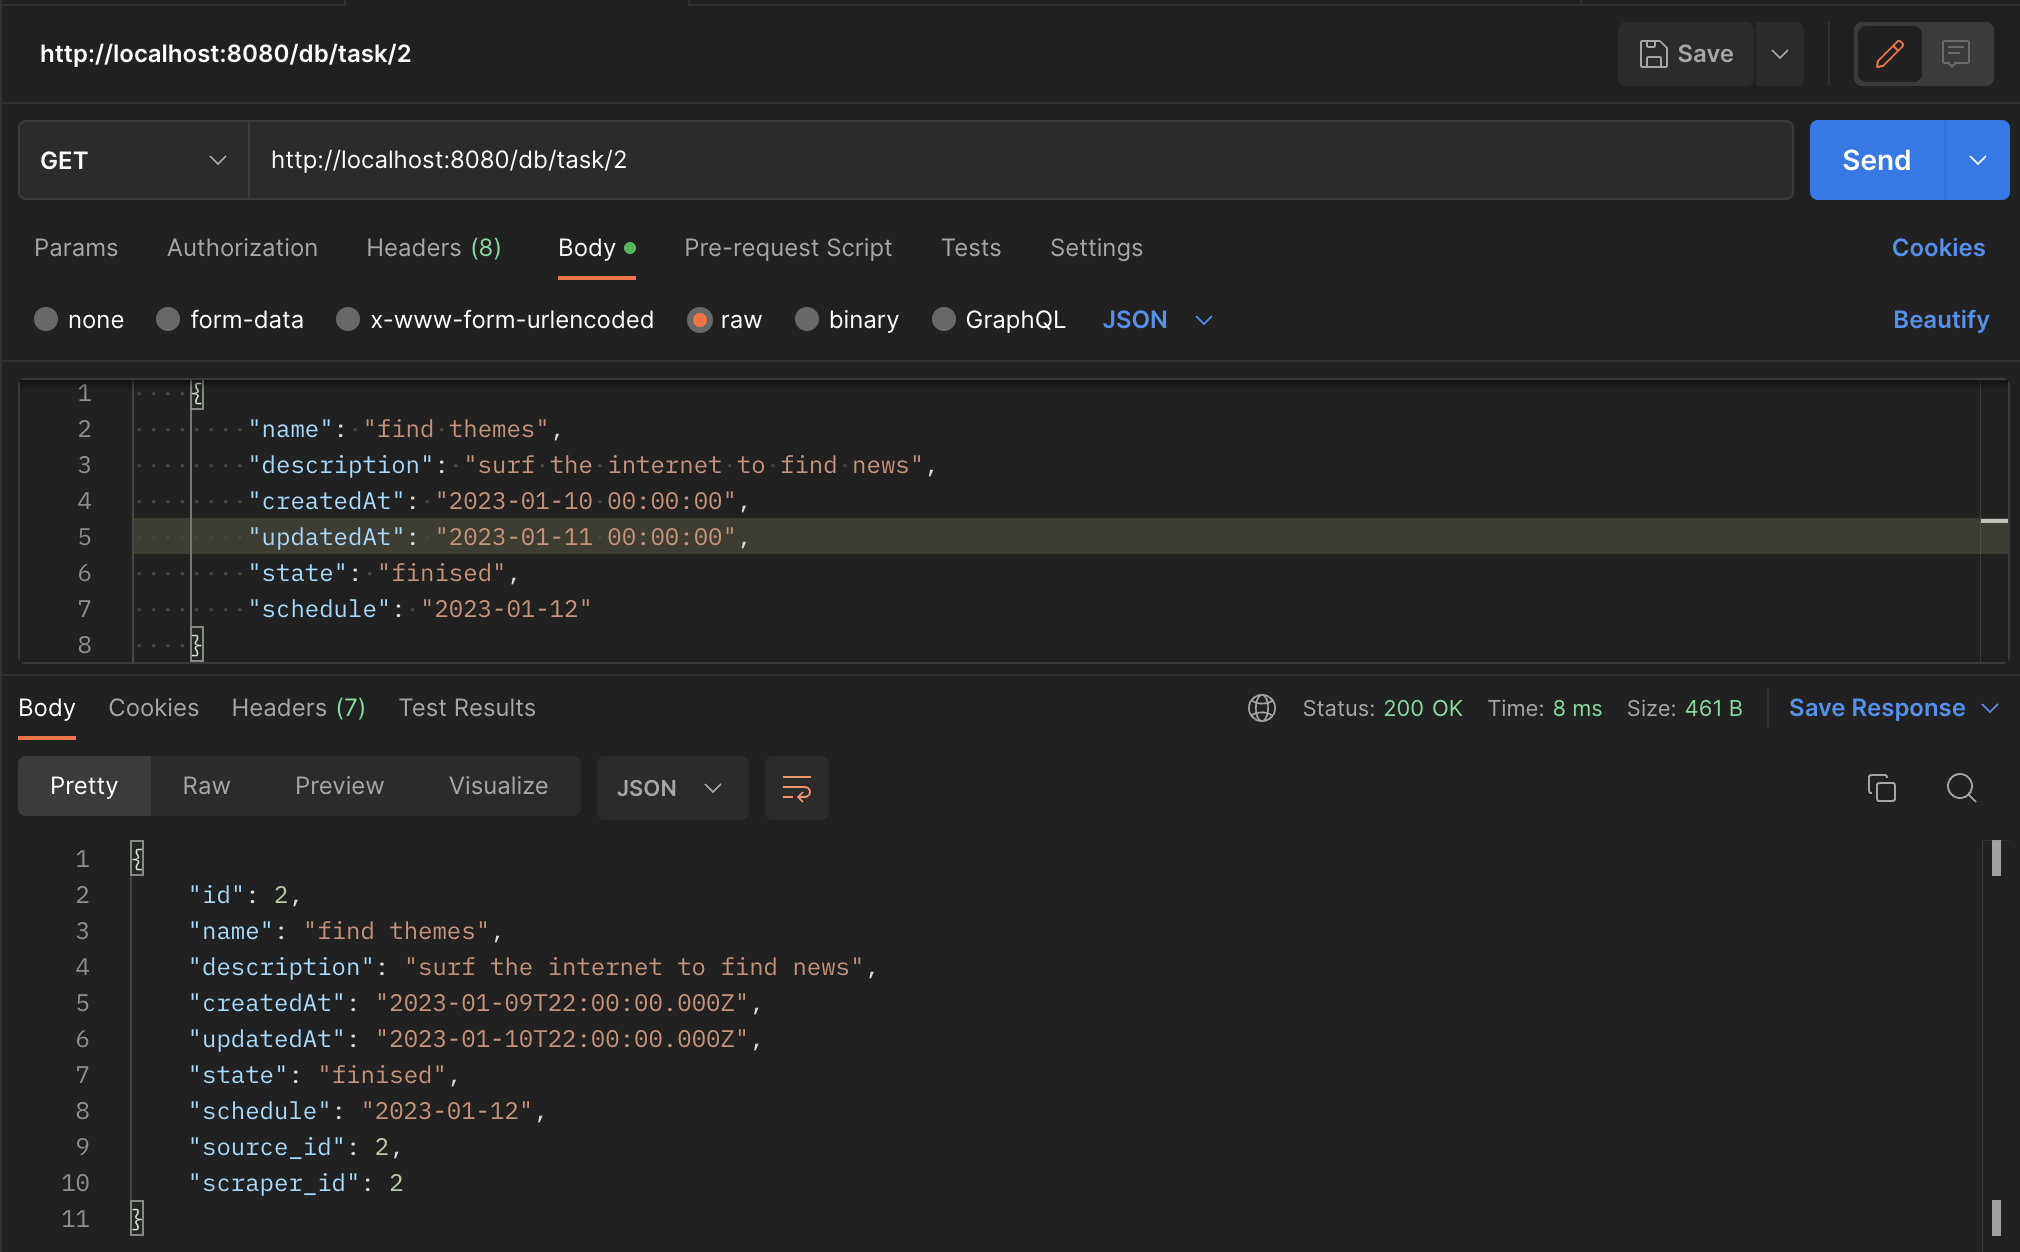 http://localhost:8080/db/task/2
Save
GET
http://localhost:8080/db/task/2
Send
Params Authorization Headers (8) Body Pre-request Script Tests Settings Cookies
none form-data x-www-form-urlencoded raw binary GraphQL JSON Beautify
1 {
2 "name": "find themes",
3 "description": "surf the internet to find news",
4 "createdAt": "2023-01-10 00:00:00",
5 "updatedAt": "2023-01-11 00:00:00",
6 "state": "finised",
7 "schedule": "2023-01-12"
8 }
Body Cookies Headers (7) Test Results Status: 200 OK Time: 8 ms Size: 461 B Save Response
Pretty Raw Preview Visualize JSON
1 {
2 "id": 2,
3 "name": "find themes",
4 "description": "surf the internet to find news",
5 "createdAt": "2023-01-09T22:00:00.000Z",
6 "updatedAt": "2023-01-10T22:00:00.000Z",
7 "state": "finised",
8 "schedule": "2023-01-12",
9 "source_id": 2,
10 "scraper_id": 2
11 }